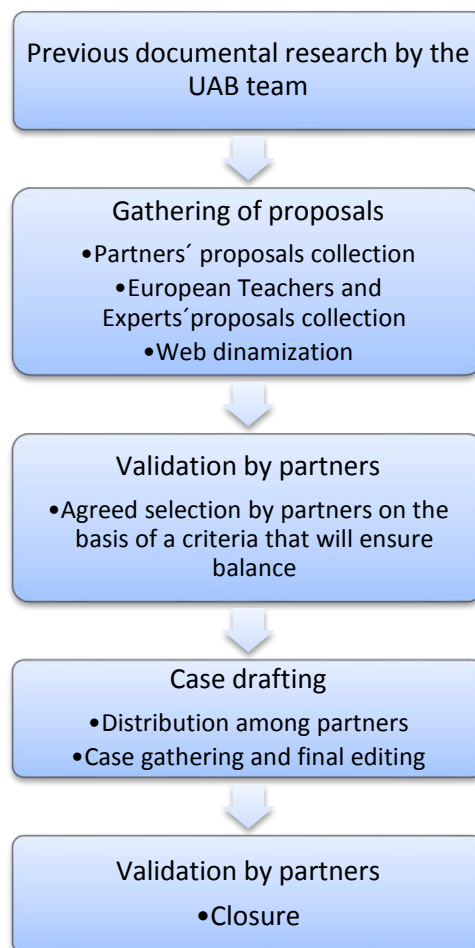 Previous documental research by the
UAB team
Gathering of proposals
•Partners´ proposals collection
•European Teachers and
Experts´proposals collection
•Web dinamization
Validation by partners
•Agreed selection by partners on the
basis of a criteria that will ensure
balance
Case drafting
•Distribution among partners
•Case gathering and final editing
Validation by partners
•Closure